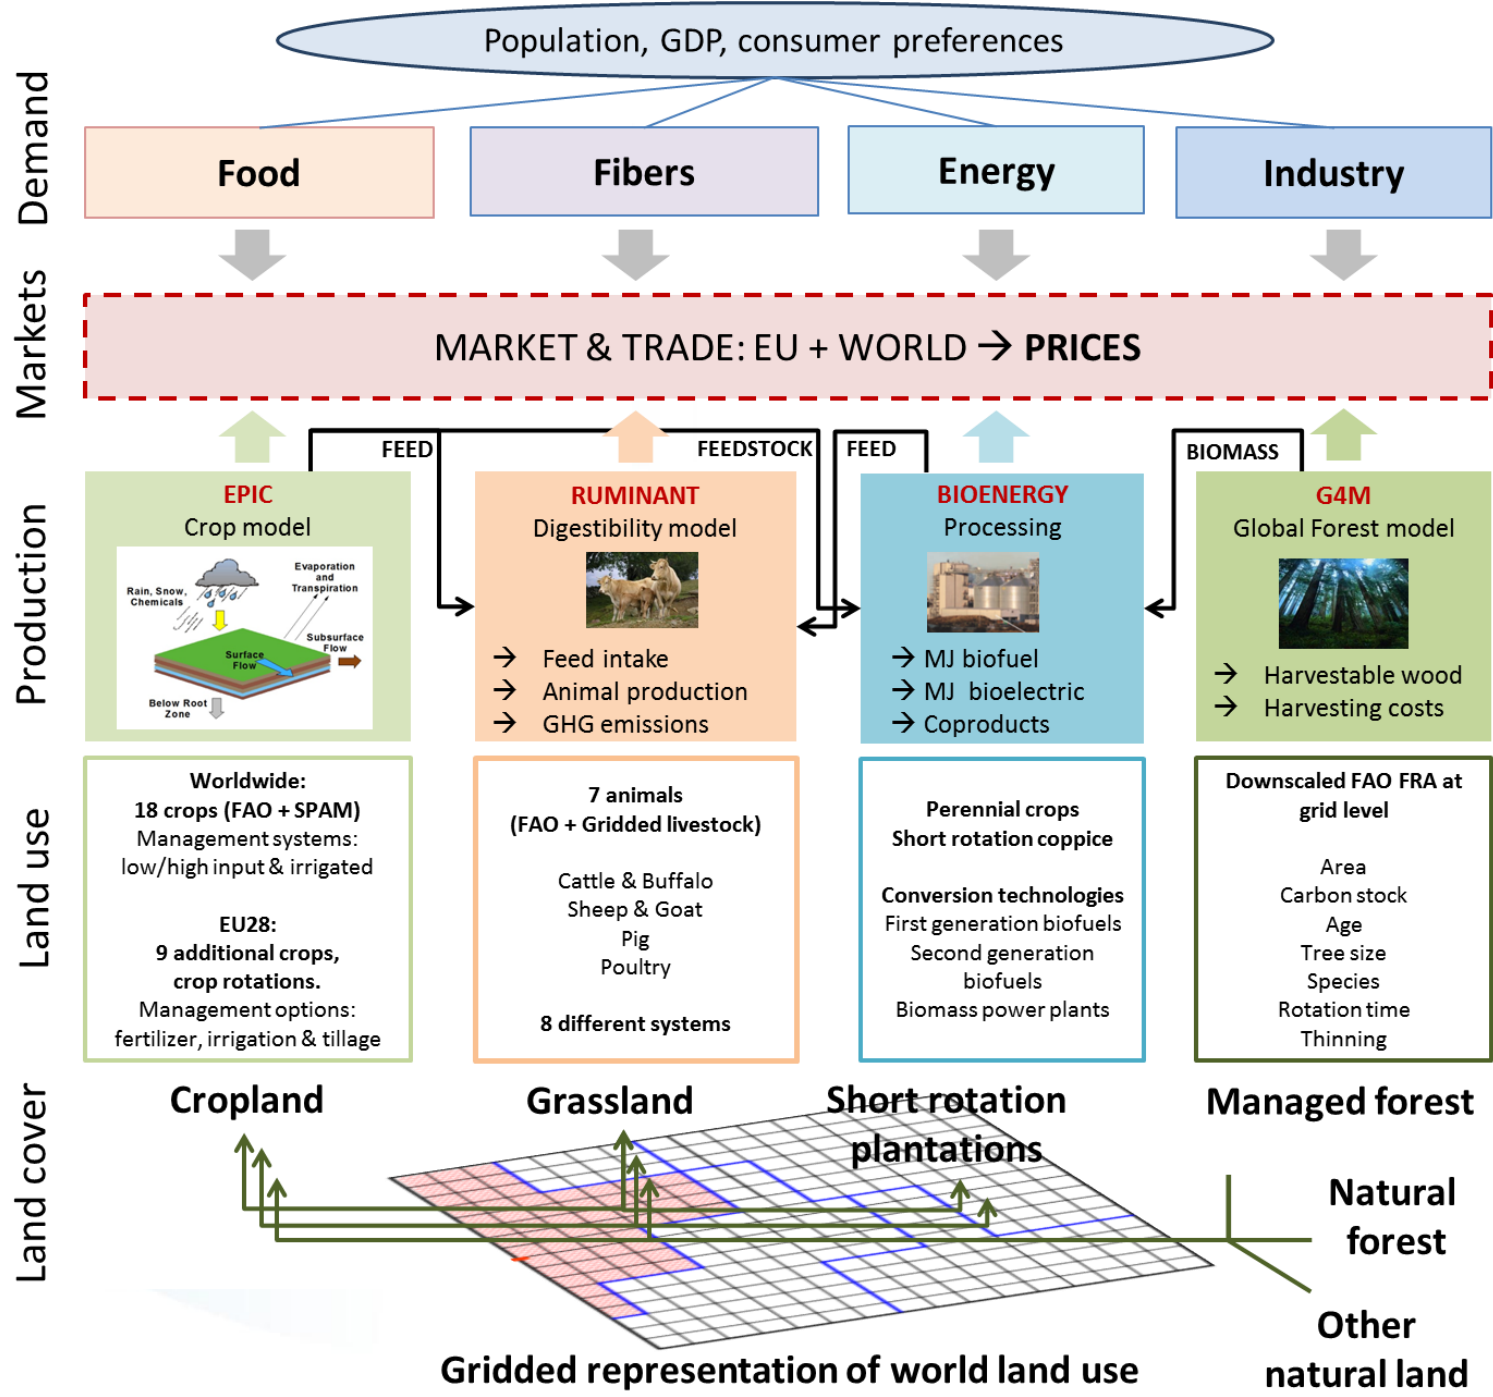 Population, GDP, consumer preferences
Demand
Food
Fibers
Energy
Industry
Markets
MARKET & TRADE: EU + WORLD → PRICES
FEED
FEEDSTOCK
FEED
BIOMASS
Production
EPIC
Crop model
Rain, Snow,
Chemicals
Evaporation
and
Transpiration
Subsurface
Flow
Surface
Flow
Below Root
Zone
RUMINANT
Digestibility model
→ Feed intake
→ Animal production
→ GHG emissions
BIOENERGY
Processing
→ MJ biofuel
→ MJ bioelectric
→ Coproducts
G4M
Global Forest model
→ Harvestable wood
→ Harvesting costs
Land use
Worldwide:
18 crops (FAO + SPAM)
Management systems:
low/high input & irrigated
EU28:
9 additional crops,
crop rotations.
Management options:
fertilizer, irrigation & tillage
7 animals
(FAO + Gridded livestock)
Cattle & Buffalo
Sheep & Goat
Pig
Poultry
8 different systems
Perennial crops
Short rotation coppice
Conversion technologies
First generation biofuels
Second generation
biofuels
Biomass power plants
Downscaled FAO FRA at
grid level
Area
Carbon stock
Age
Tree size
Species
Rotation time
Thinning
Land cover
Cropland
Grassland
Short rotation
plantations
Managed forest
Natural
forest
Other
natural land
Gridded representation of world land use